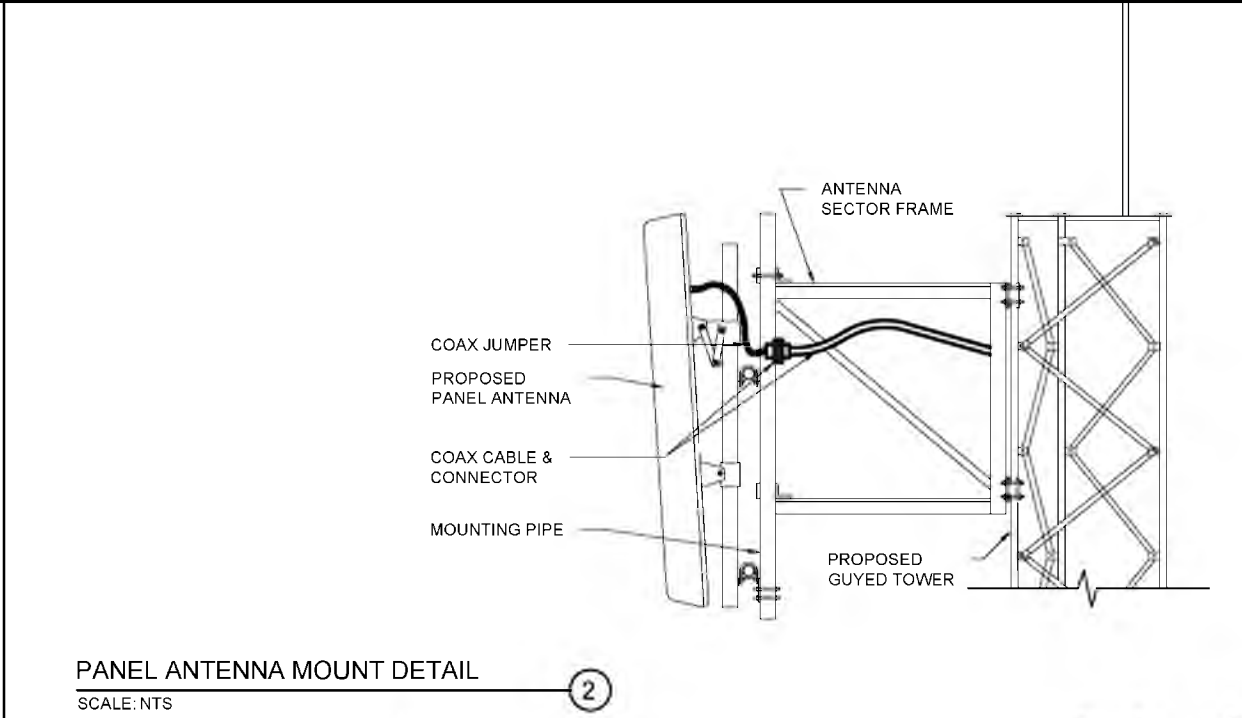 ANTENNA
SECTOR FRAME
COAX JUMPER
PROPOSED
PANEL ANTENNA
COAX CABLE &
CONNECTOR
MOUNTING PIPE
PROPOSED
GUYED TOWER
PANEL ANTENNA MOUNT DETAIL
2
SCALE: NTS